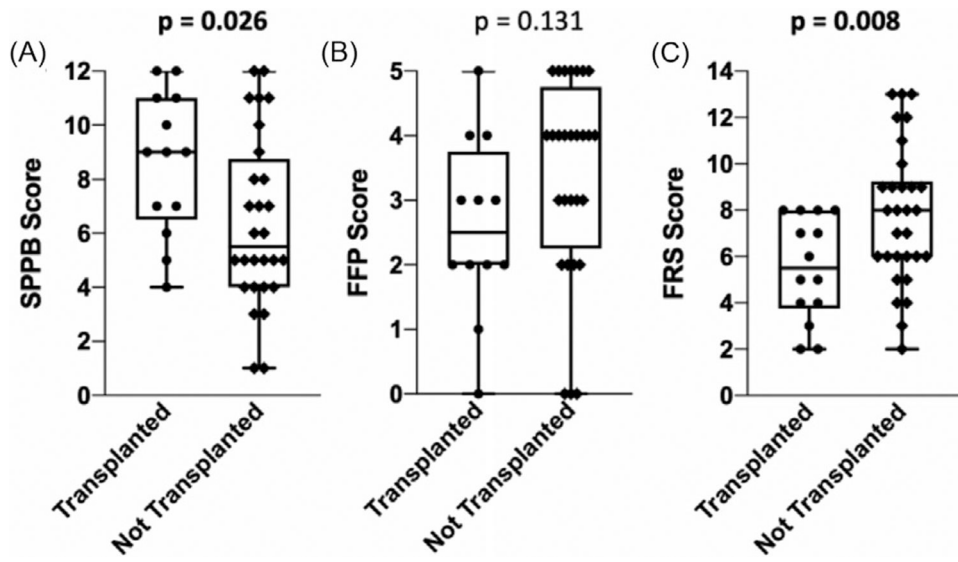 p = 0.026
p = 0.131
p = 0.008
(A)
(B)
(C)
SPPB Score
12
10
8
6
4
2
0
Transplanted
Not Transplanted
FFP Score
5
4
3
2
1
0
Transplanted
Not Transplanted
FRS Score
14
12
10
8
6
4
2
0
Transplanted
Not Transplanted